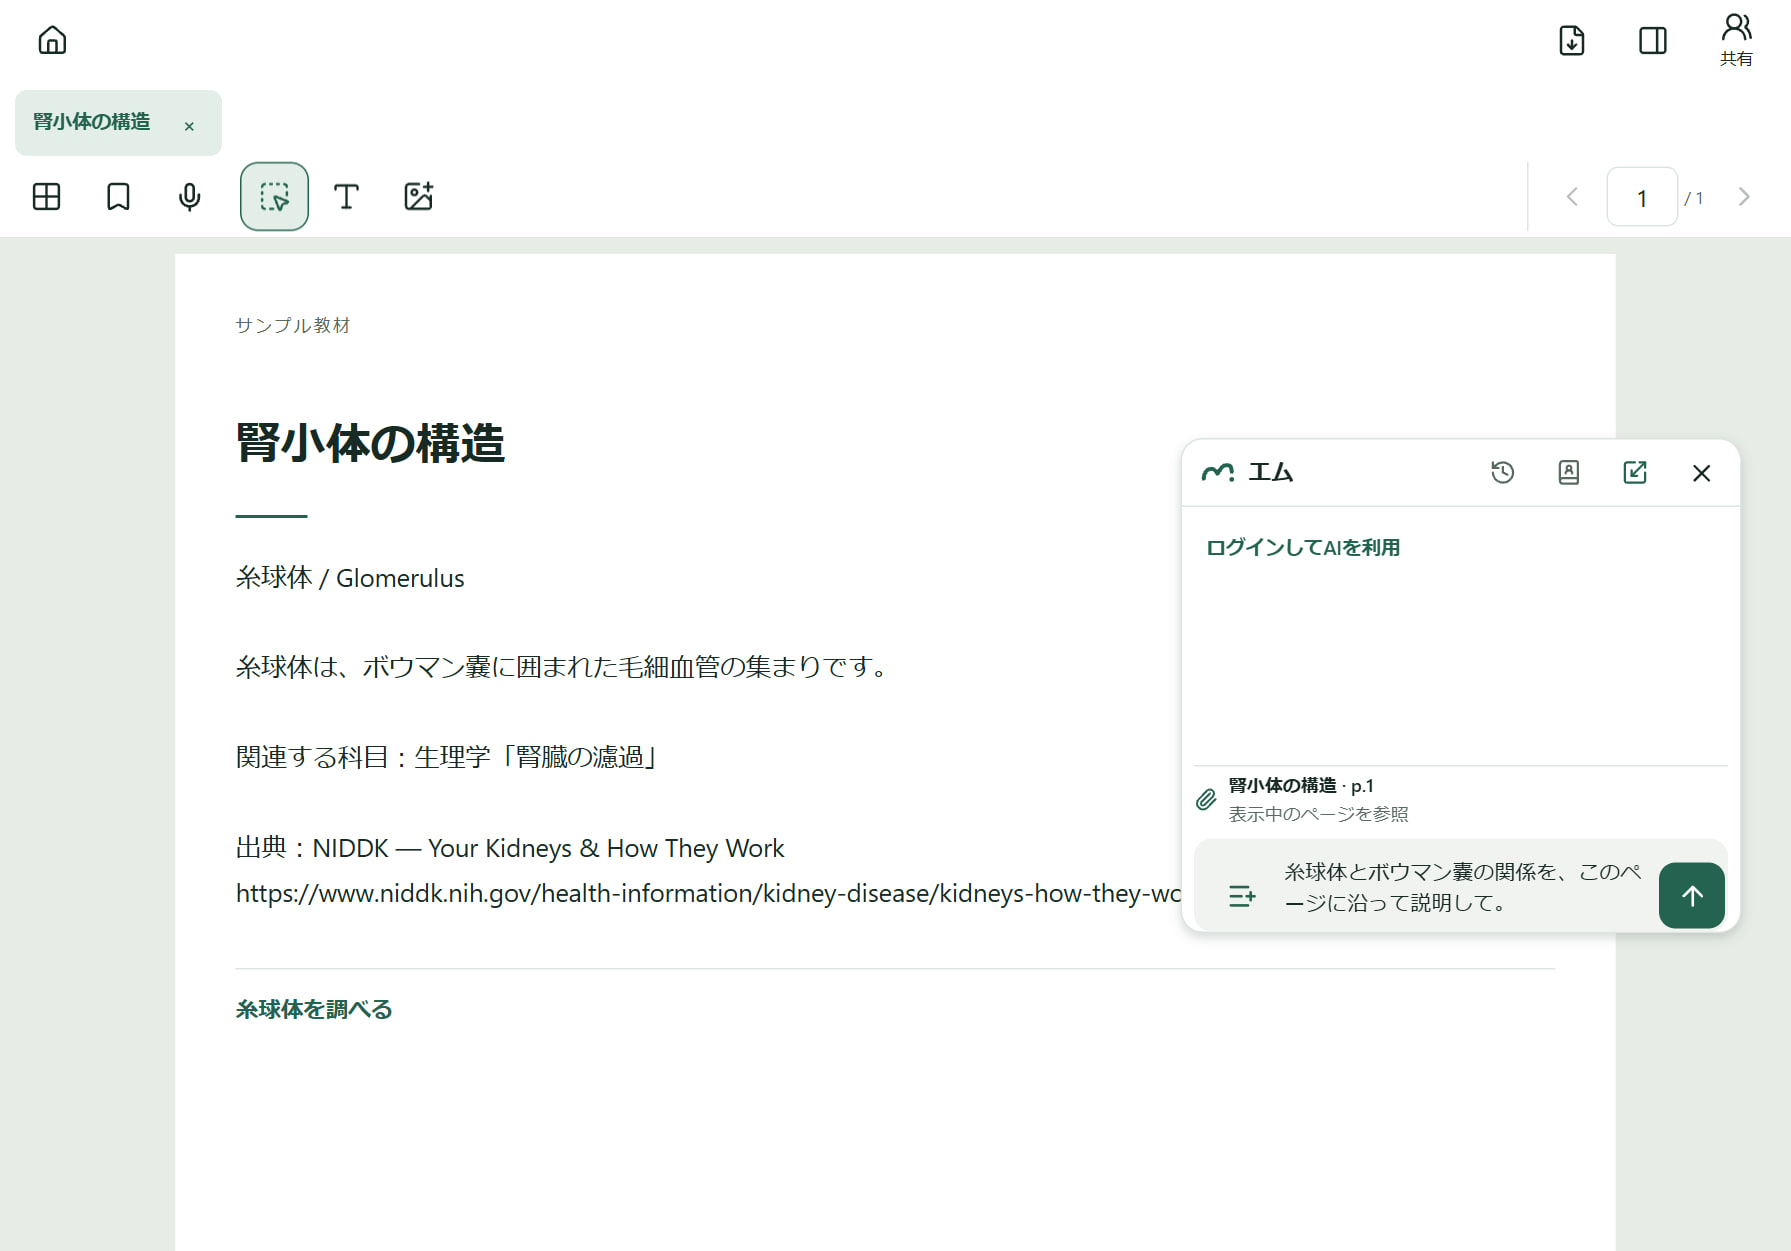 共有
腎小体の構造 ×
1 / 1
サンプル教材
腎小体の構造
糸球体 / Glomerulus
糸球体は、ボウマン嚢に囲まれた毛細血管の集まりです。
関連する科目：生理学「腎臓の濾過」
出典：NIDDK — Your Kidneys & How They Work
https://www.niddk.nih.gov/health-information/kidney-disease/kidneys-how-they-wo
糸球体を調べる
エム
ログインしてAIを利用
腎小体の構造 · p.1
表示中のページを参照
糸球体とボウマン嚢の関係を、このペ
ージに沿って説明して。